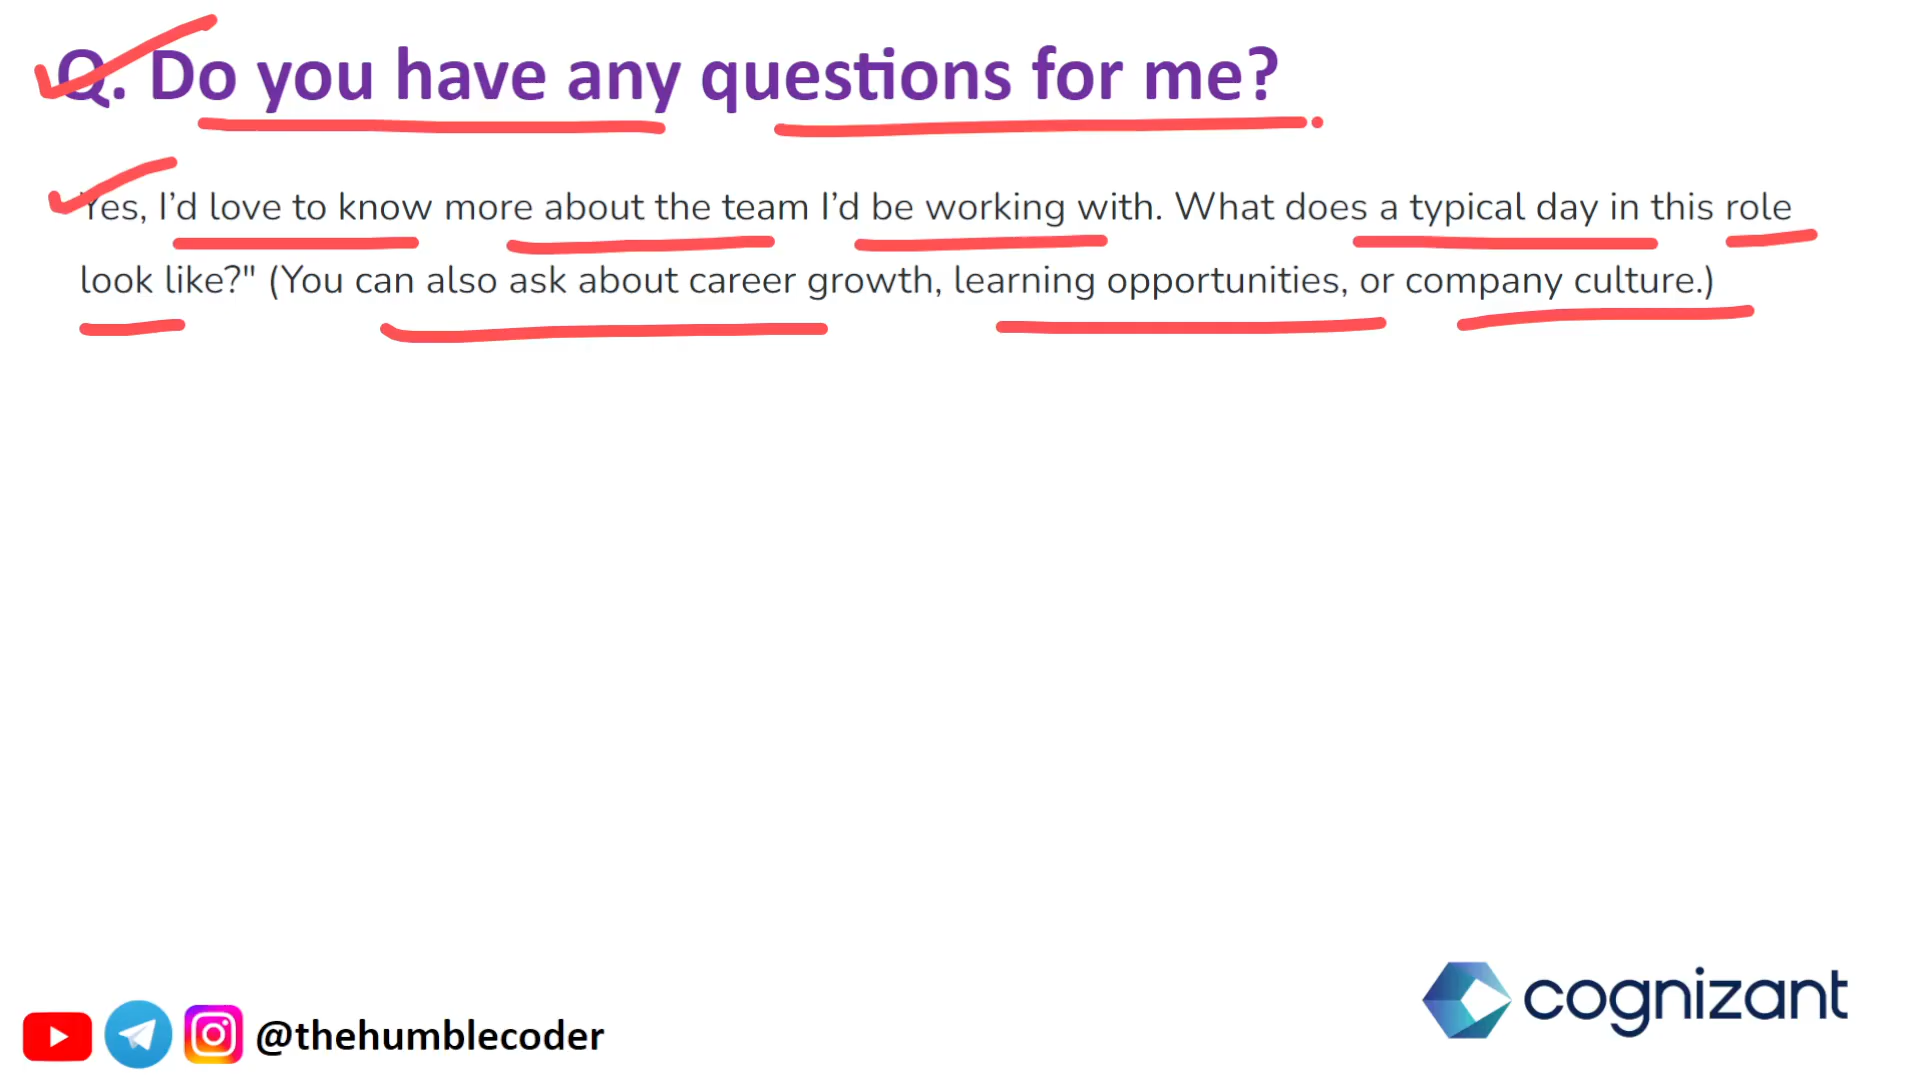 Q. Do you have any questions for me?
Yes, I’d love to know more about the team I’d be working with. What does a typical day in this role
look like?" (You can also ask about career growth, learning opportunities, or company culture.)
@thehumblecoder
cognizant